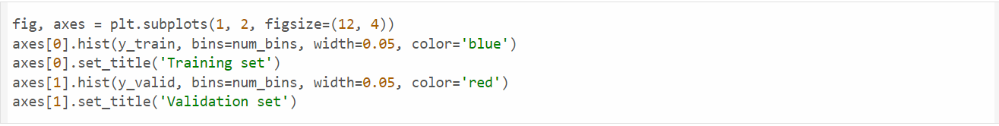 fig, axes = plt.subplots(1, 2, figsize=(12, 4))
axes[0].hist(y_train, bins=num_bins, width=0.05, color='blue')
axes[0].set_title('Training set')
axes[1].hist(y_valid, bins=num_bins, width=0.05, color='red')
axes[1].set_title('Validation set')